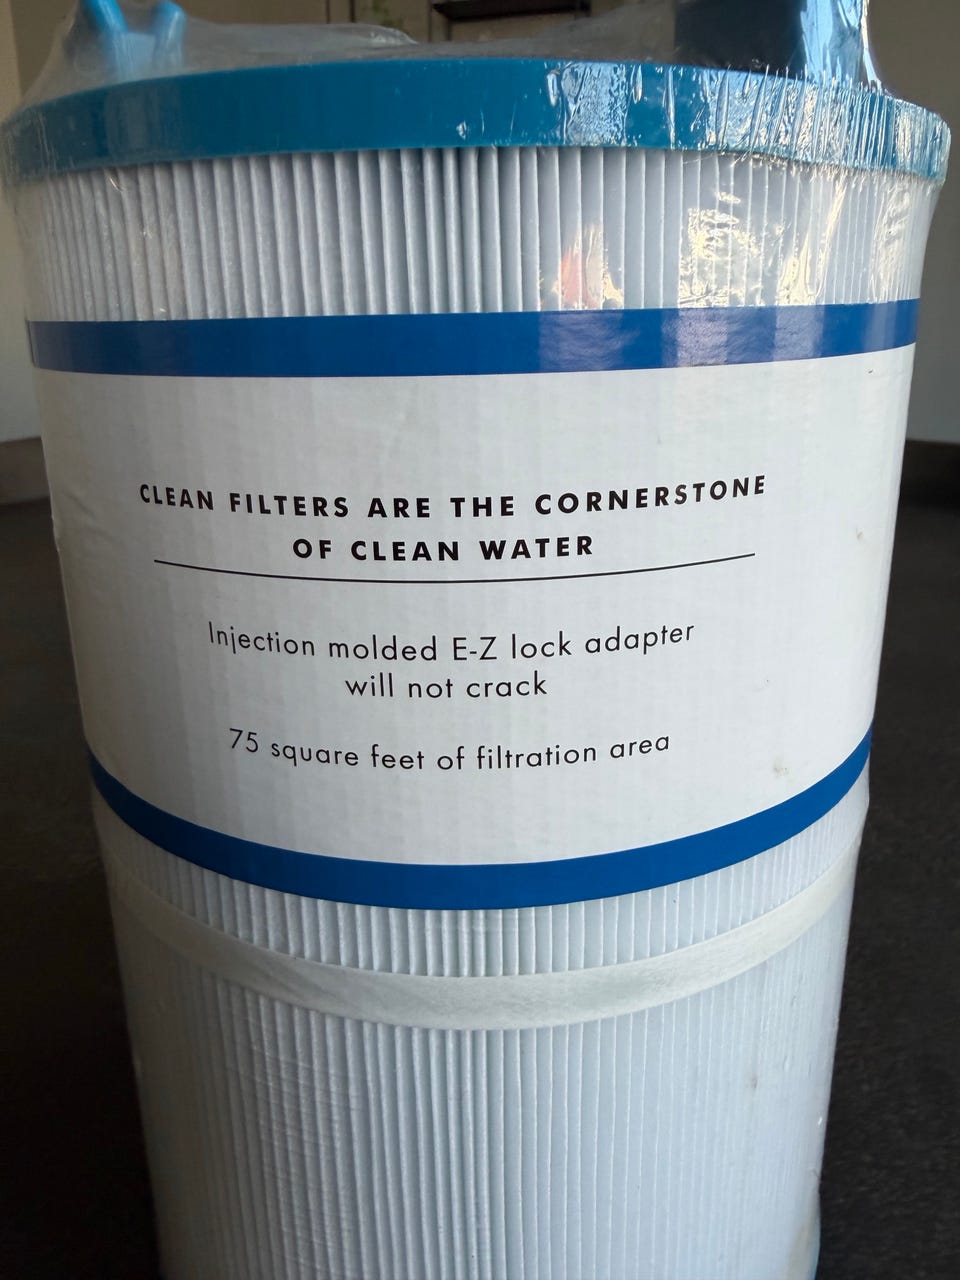 CLEAN FILTERS ARE THE CORNERSTONE
OF CLEAN WATER
Injection molded E-Z lock adapter
will not crack
75 square feet of filtration area